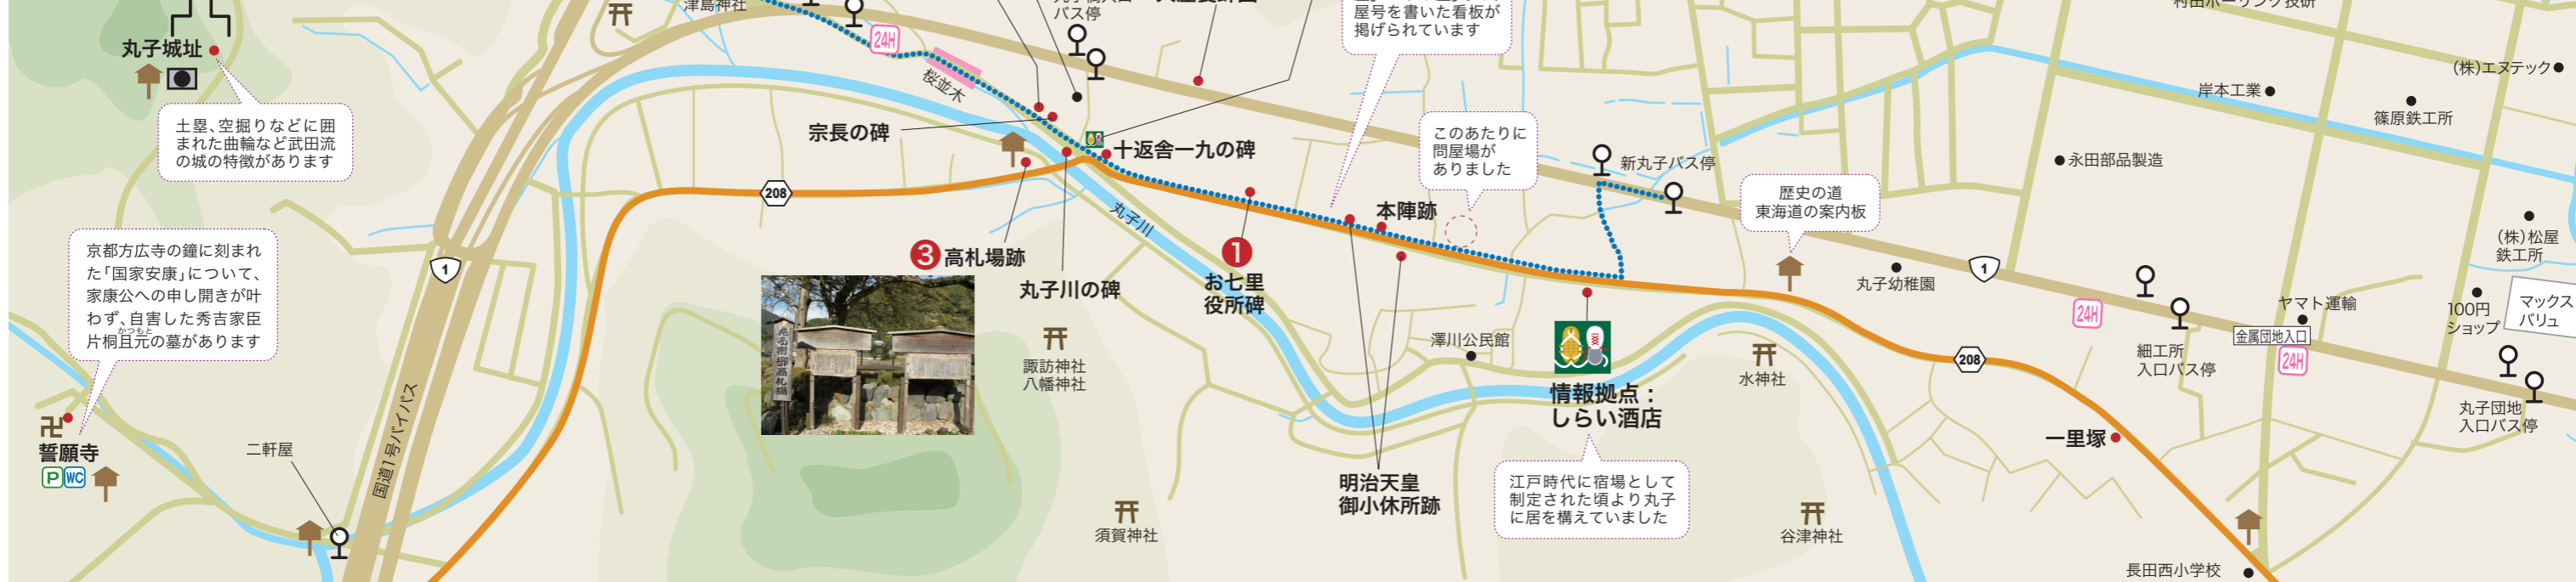 津島神社
バス停
屋号を書いた看板が
掲げられています
丸子城址
土塁、空掘りなどに囲
まれた曲輪など武田流
の城の特徴があります
24H
桜並木
宗長の碑
十返舎一九の碑
このあたりに
問屋場が
ありました
新丸子バス停
歴史の道
東海道の案内板
(株)エヌテック
岸本工業
篠原鉄工所
永田部品製造
(株)松屋
鉄工所
208
丸子川
本陣跡
京都方広寺の鐘に刻まれ
た「国家安康」について、
家康公への申し開きが叶
わず、自害した秀吉家臣
かつもと
片桐且元の墓があります
1
3 高札場跡
丸子川の碑
1
お七里
役所碑
丸子幼稚園
1
24H
ヤマト運輸
金属団地入口
24H
100円
ショップ
マックス
バリュ
細工所
入口バス停
丸子団地
入口バス停
諏訪神社
八幡神社
澤川公民館
情報拠点：
しらい酒店
水神社
208
一里塚
誓願寺
P WC
二軒屋
国道1号バイパス
明治天皇
御小休所跡
江戸時代に宿場として
制定された頃より丸子
に居を構えていました
須賀神社
谷津神社
長田西小学校